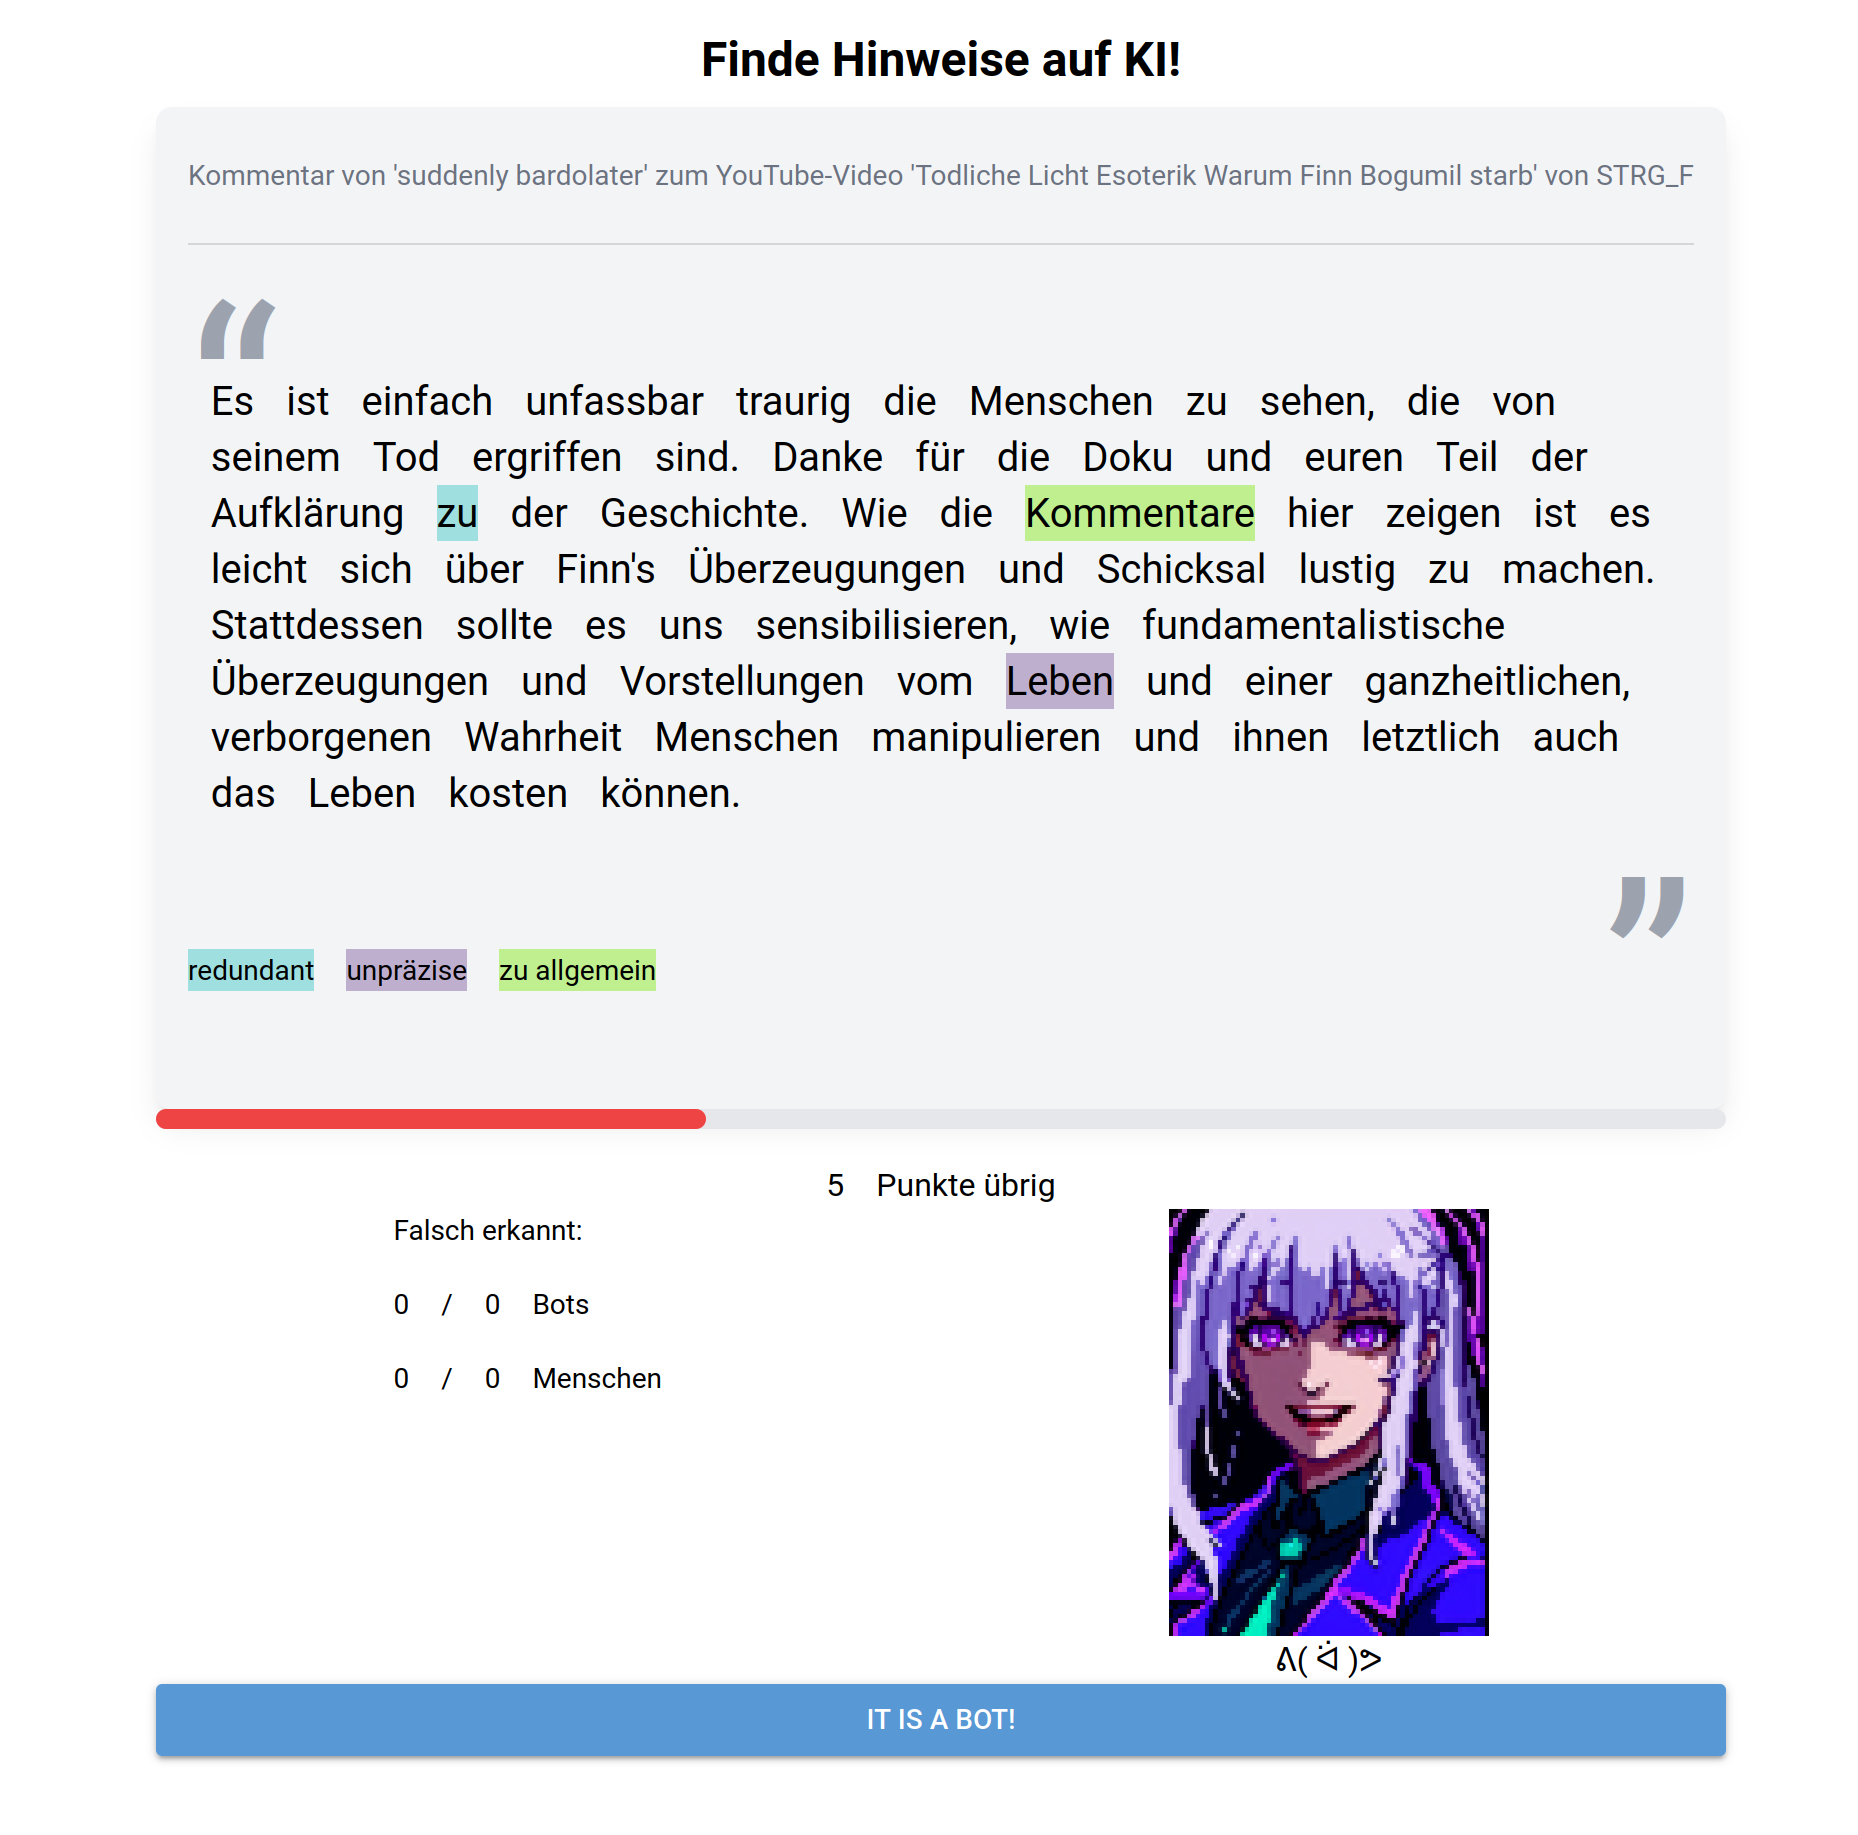 Finde Hinweise auf KI!
Kommentar von 'suddenly bardolater' zum YouTube-Video 'Todliche Licht Esoterik Warum Finn Bogumil starb' von STRG_F
“
Es ist einfach unfassbar traurig die Menschen zu sehen, die von
seinem Tod ergriffen sind. Danke für die Doku und euren Teil der
Aufklärung zu der Geschichte. Wie die Kommentare hier zeigen ist es
leicht sich über Finn's Überzeugungen und Schicksal lustig zu machen.
Stattdessen sollte es uns sensibilisieren, wie fundamentalistische
Überzeugungen und Vorstellungen vom Leben und einer ganzheitlichen,
verborgenen Wahrheit Menschen manipulieren und ihnen letztlich auch
das Leben kosten können.
”
redundant unpräzise zu allgemein
5 Punkte übrig
Falsch erkannt:
0 / 0 Bots
0 / 0 Menschen
ᕕ( ᐛ )ᕗ
IT IS A BOT!